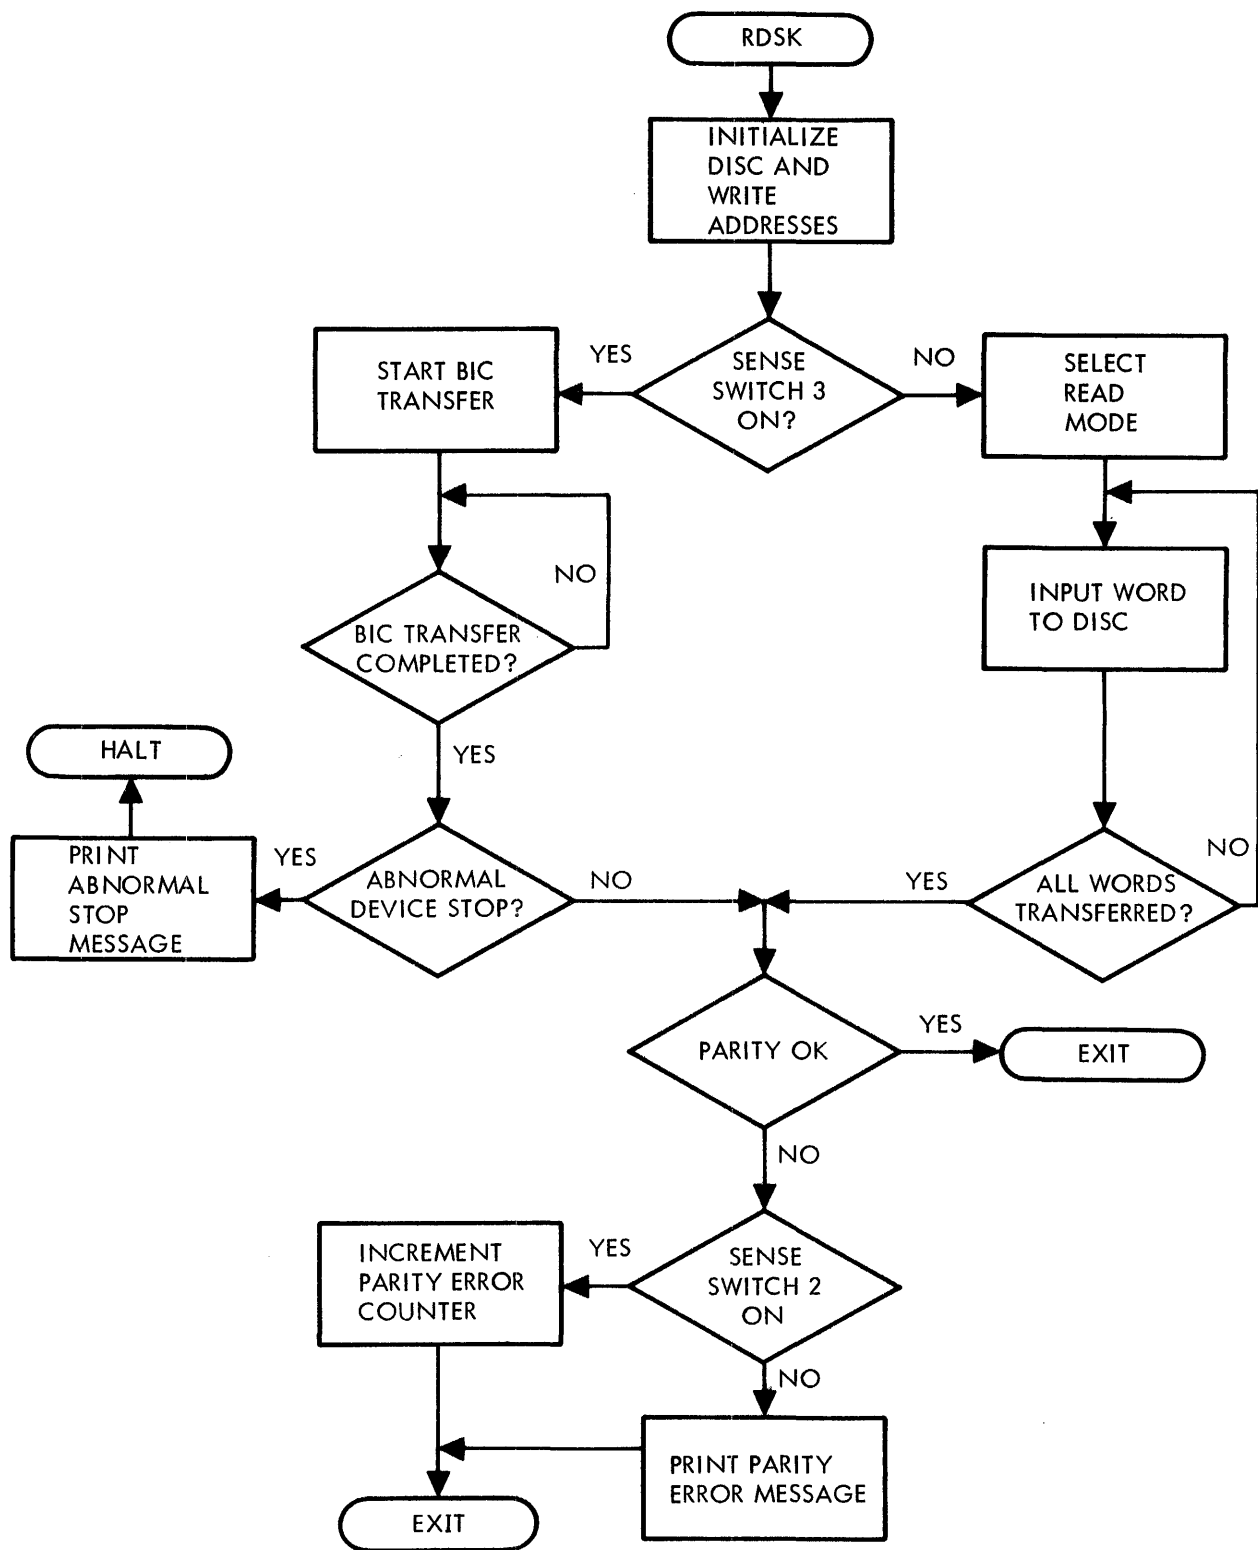 RDSK
INITIALIZE
DISC AND
WRITE
ADDRESSES
YES
SENSE
SWITCH 3
ON?
NO
START BIC
TRANSFER
SELECT
READ
MODE
NO
BIC TRANSFER
COMPLETED?
INPUT WORD
TO DISC
YES
HALT
PRINT
ABNORMAL
STOP
MESSAGE
YES
ABNORMAL
DEVICE STOP?
NO
YES
ALL WORDS
TRANSFERRED?
NO
PARITY OK
YES
EXIT
NO
INCREMENT
PARITY ERROR
COUNTER
YES
SENSE
SWITCH 2
ON
NO
PRINT PARITY
ERROR MESSAGE
EXIT